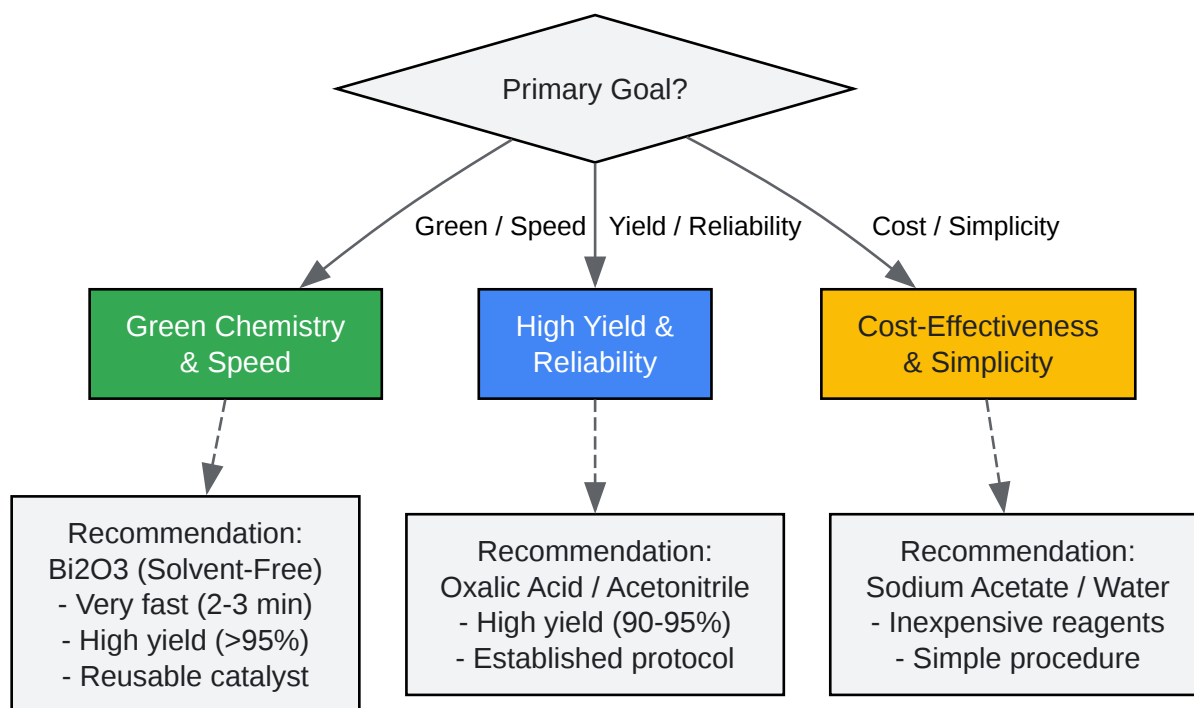 Primary Goal?
Green / Speed
Yield / Reliability
Cost / Simplicity
Green Chemistry
& Speed
High Yield &
Reliability
Cost-Effectiveness
& Simplicity
Recommendation:
Bi2O3 (Solvent-Free)
- Very fast (2-3 min)
- High yield (>95%)
- Reusable catalyst
Recommendation:
Oxalic Acid / Acetonitrile
- High yield (90-95%)
- Established protocol
Recommendation:
Sodium Acetate / Water
- Inexpensive reagents
- Simple procedure